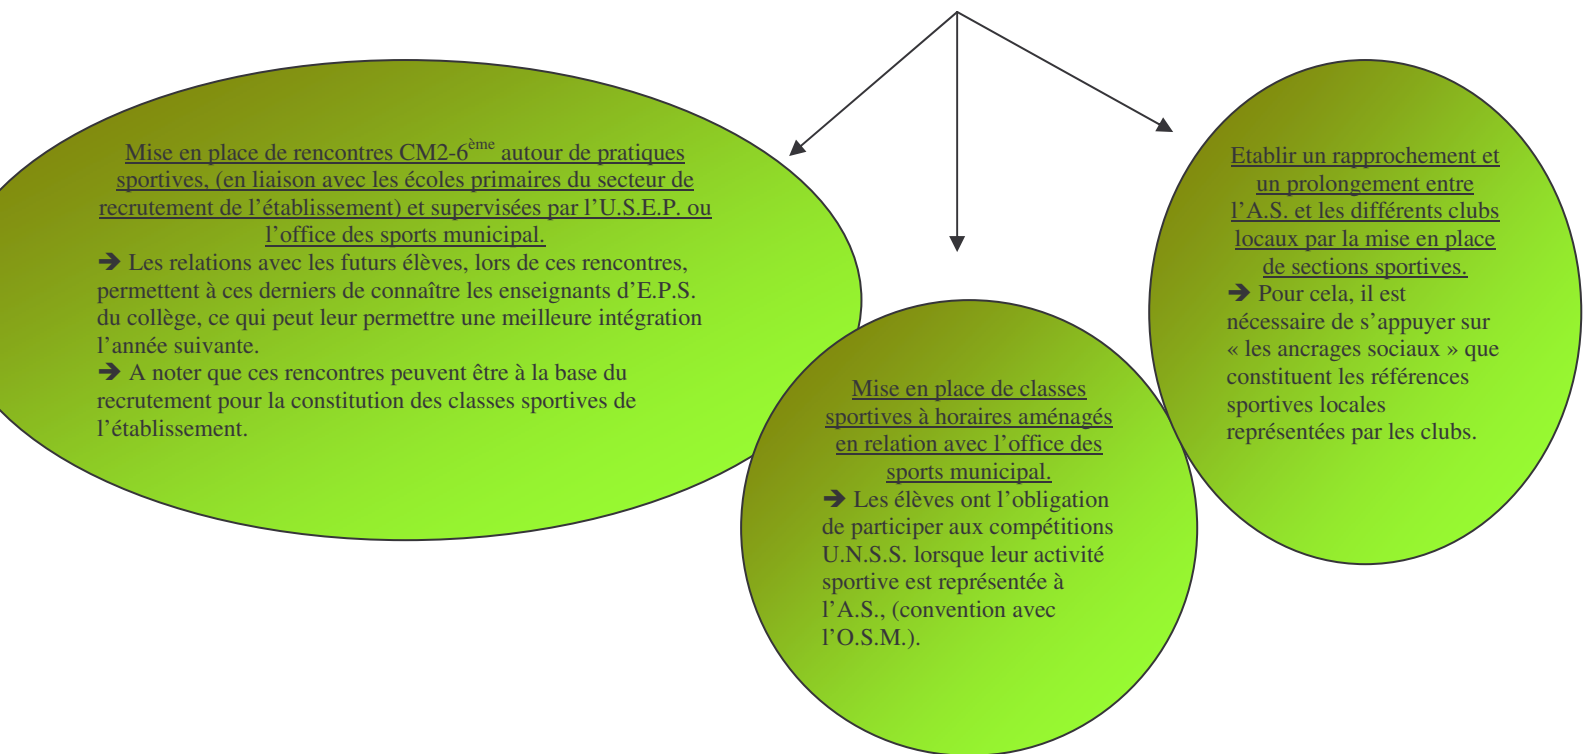 Mise en place de rencontres CM2-6ème autour de pratiques
sportives, (en liaison avec les écoles primaires du secteur de
recrutement de l’établissement) et supervisées par l’U.S.E.P. ou
l’office des sports municipal.
➔ Les relations avec les futurs élèves, lors de ces rencontres,
permettent à ces derniers de connaître les enseignants d’E.P.S.
du collège, ce qui peut leur permettre une meilleure intégration
l’année suivante.
➔ A noter que ces rencontres peuvent être à la base du
recrutement pour la constitution des classes sportives de
l’établissement.
Mise en place de classes
sportives à horaires aménagés
en relation avec l’office des
sports municipal.
➔ Les élèves ont l’obligation
de participer aux compétitions
U.N.S.S. lorsque leur activité
sportive est représentée à
l’A.S., (convention avec
l’O.S.M.).
Etablir un rapprochement et
un prolongement entre
l’A.S. et les différents clubs
locaux par la mise en place
de sections sportives.
➔ Pour cela, il est
nécessaire de s’appuyer sur
« les ancrages sociaux » que
constituent les références
sportives locales
représentées par les clubs.